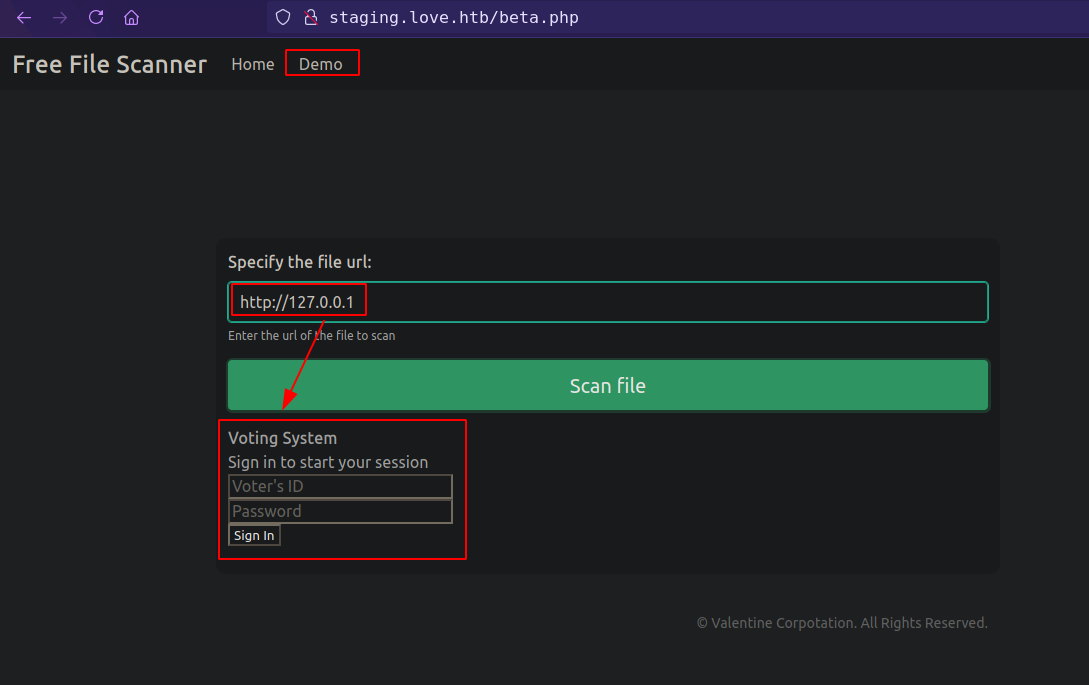 staging.love.htb/beta.php
Free File Scanner Home Demo
Specify the file url:
http://127.0.0.1
Enter the url of the file to scan
Scan file
Voting System
Sign in to start your session
Voter's ID
Password
Sign In
© Valentine Corpotation. All Rights Reserved.